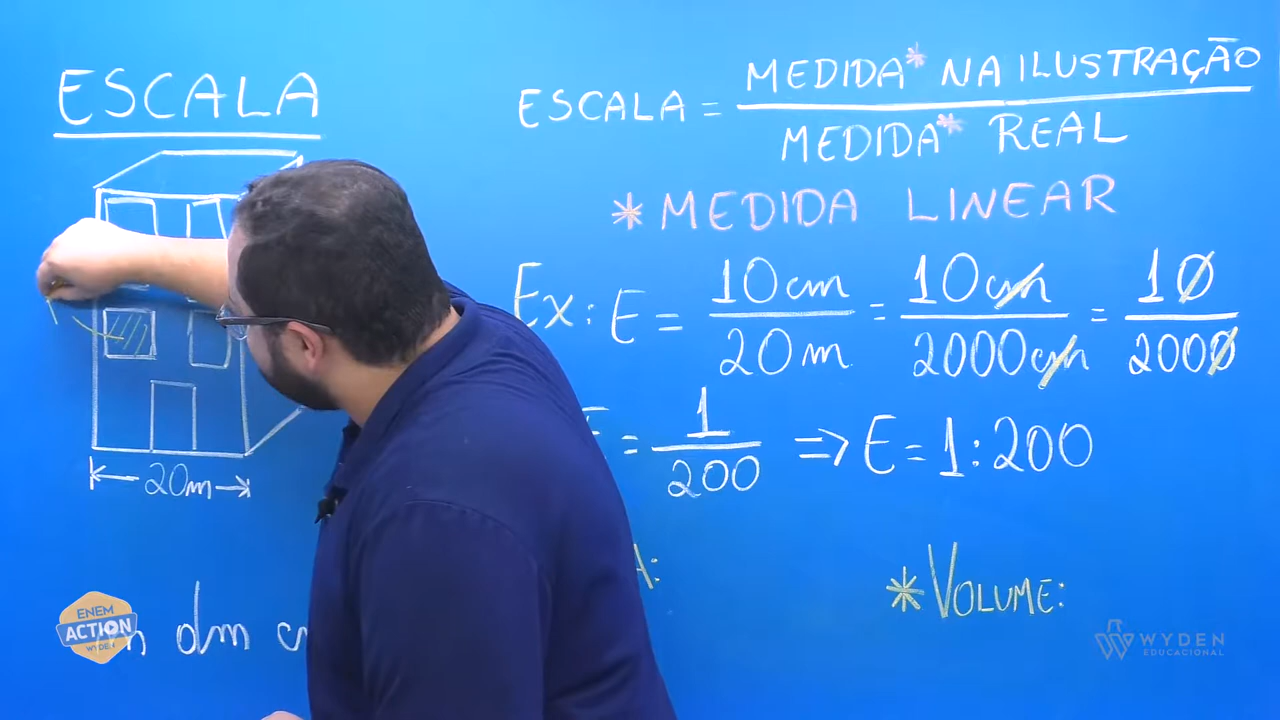 ESCALA
ESCALA = MEDIDA* NA ILUSTRAÇÃO / MEDIDA* REAL
* MEDIDA LINEAR
Ex: E = 10cm / 20m = 10cm / 2000cm = 10 / 2000
= 1 / 200 => E = 1:200
20m
A:
* VOLUME:
dm
ENEM
ACTION
WYDEN
WYDEN
EDUCACIONAL